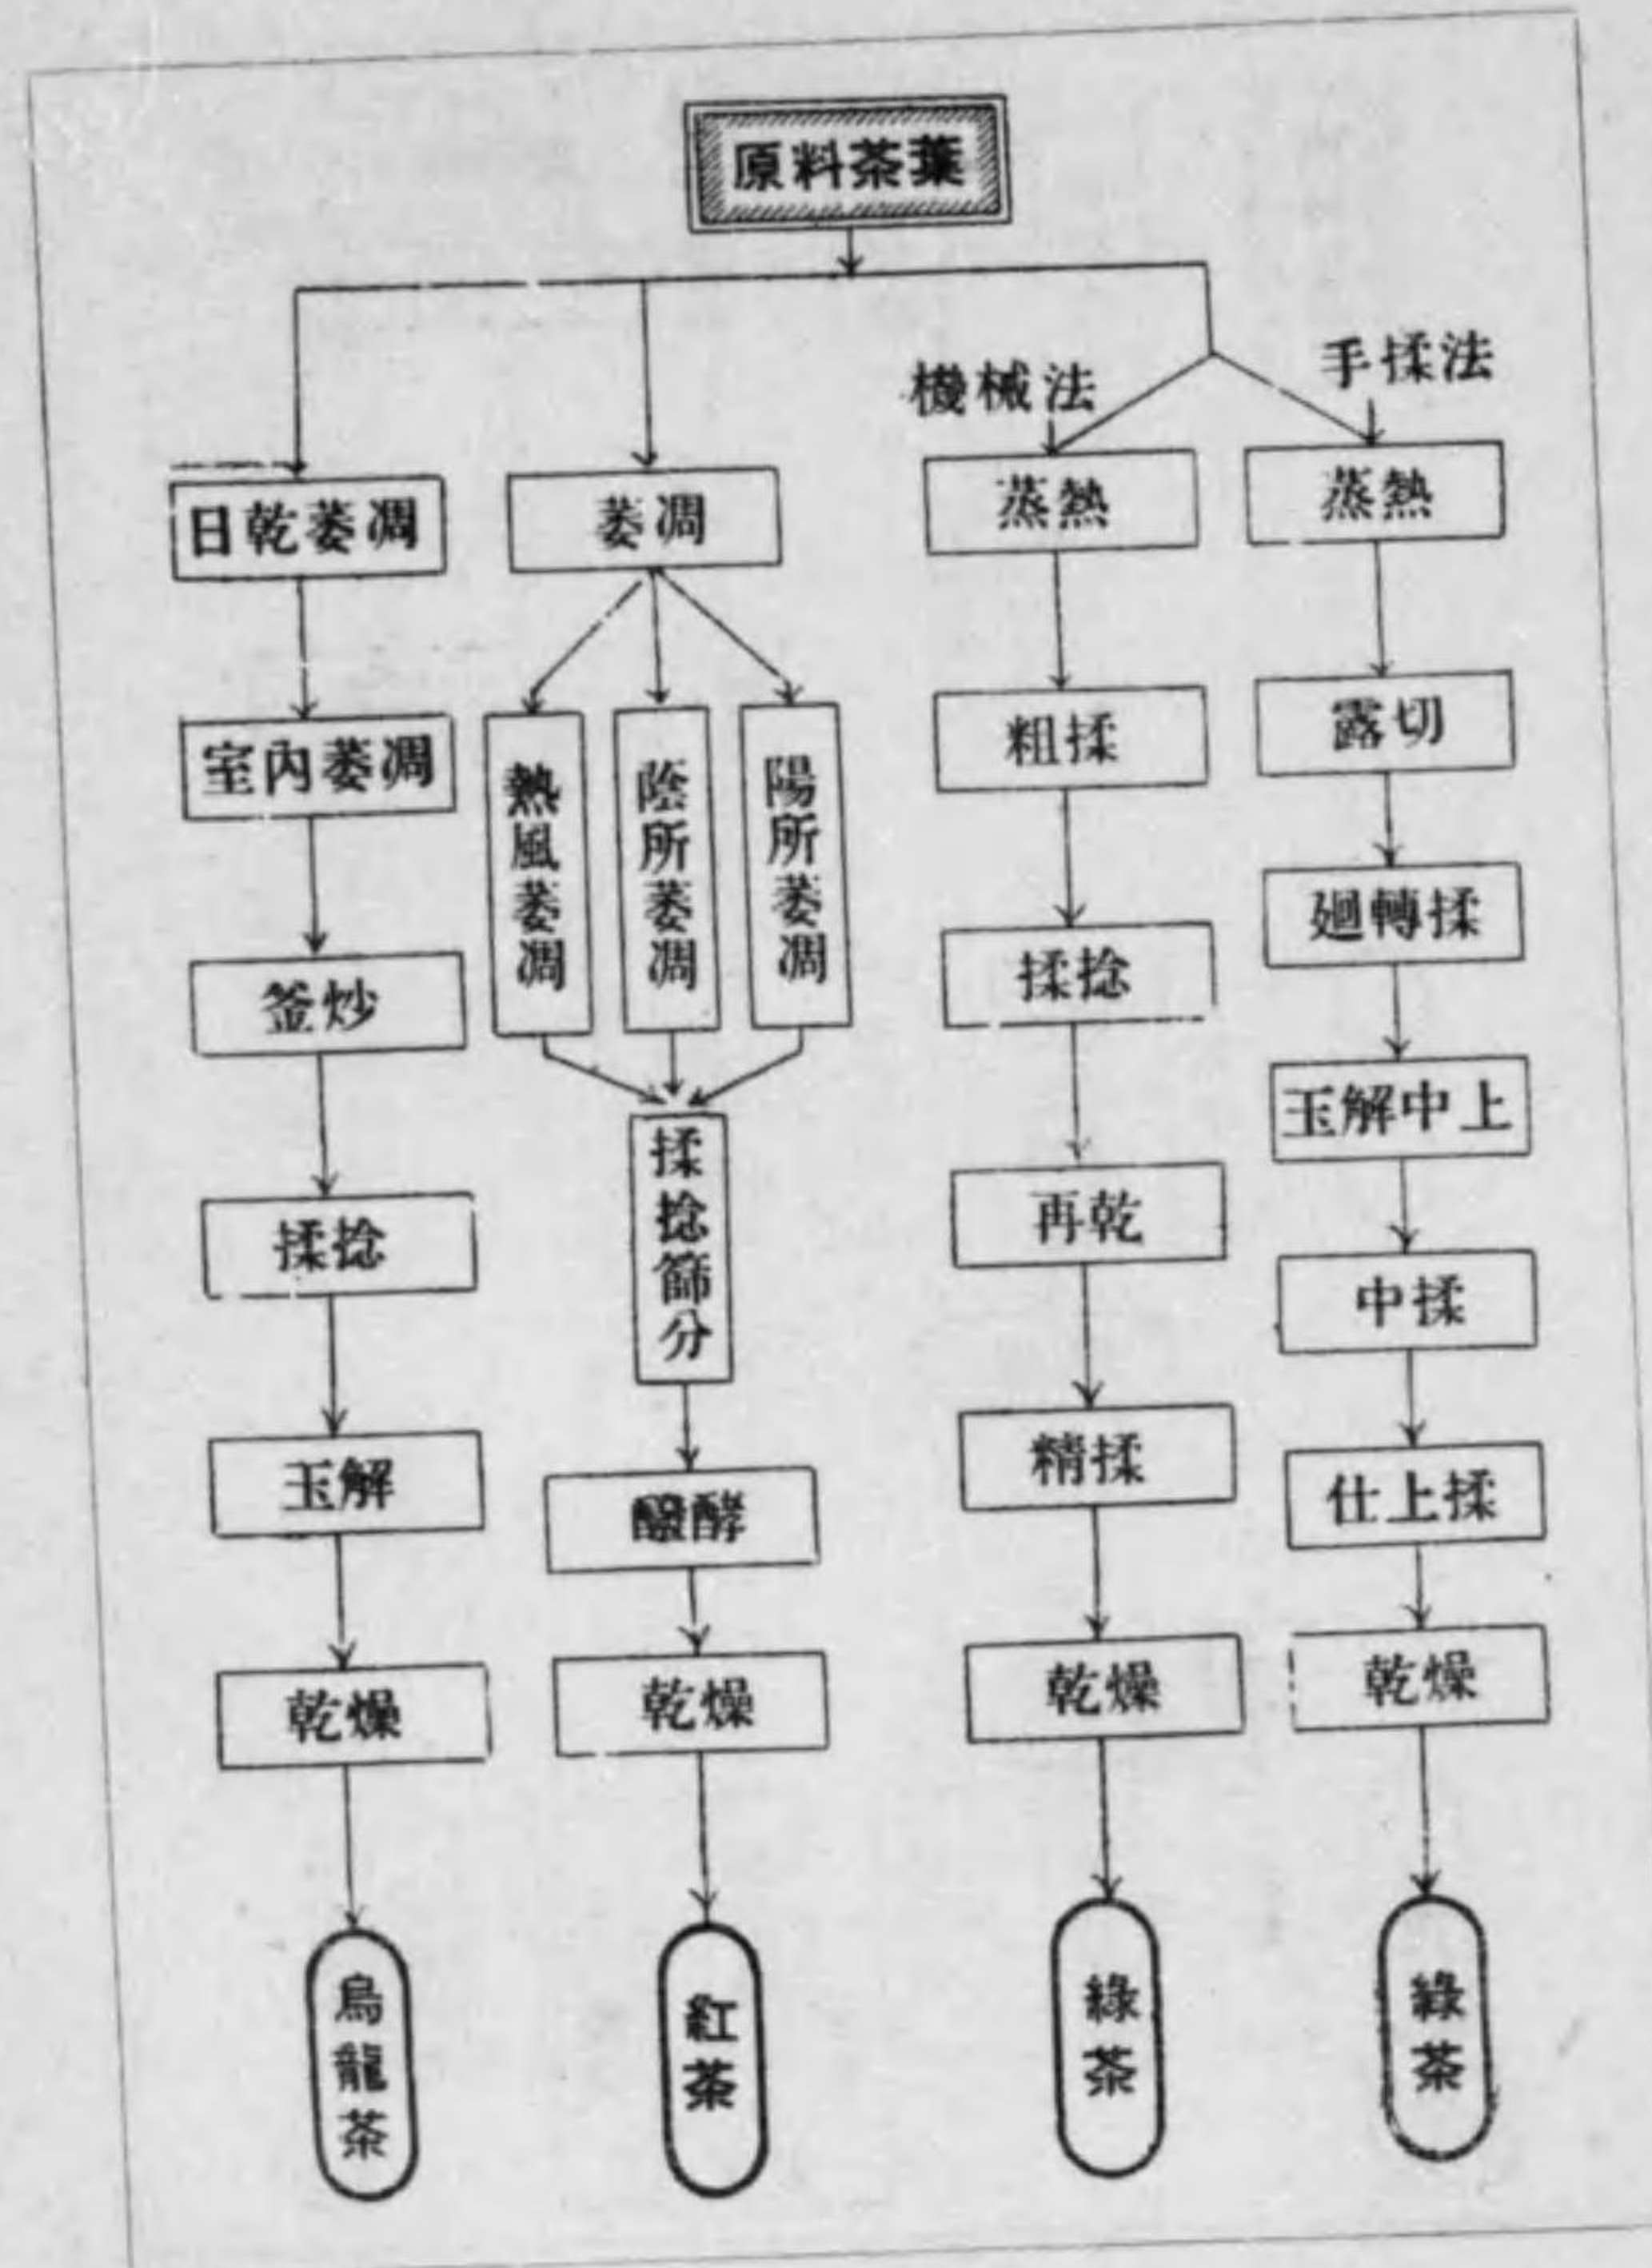 原料茶葉
日乾萎凋
室內萎凋
釜炒
揉捻
玉解
乾燥
烏龍茶
萎凋
熱風萎凋
陰所萎凋
陽所萎凋
揉捻篩分
醱酵
乾燥
紅茶
機械法
蒸熱
粗揉
揉捻
再乾
精揉
乾燥
綠茶
手揉法
蒸熱
露切
廻轉揉
玉解中上
中揉
仕上揉
乾燥
綠茶